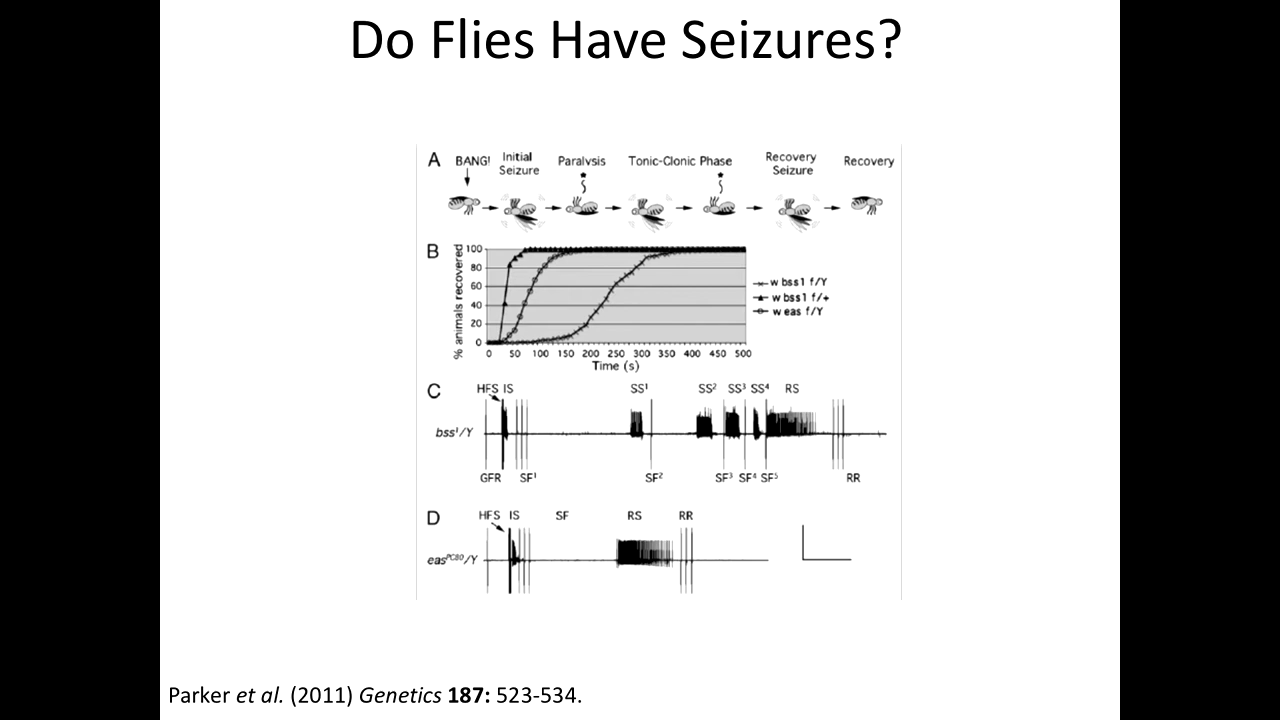 Do Flies Have Seizures?
A BANG! Initial Seizure Paralysis Tonic-Clonic Phase Recovery Seizure Recovery
B
% animals recovered
100
80
60
40
20
0
0 50 100 150 200 250 300 350 400 450 500
Time (s)
w bss1 f/Y
w bss1 f/+
w eas f/Y
C HFS IS SS¹ SS² SS³ SS⁴ RS
bss¹/Y
GFR SF¹ SF² SF³ SF⁴ SF⁵ RR
D HFS IS SF RS RR
easᴾᶜ⁸⁰/Y
Parker et al. (2011) Genetics 187: 523-534.